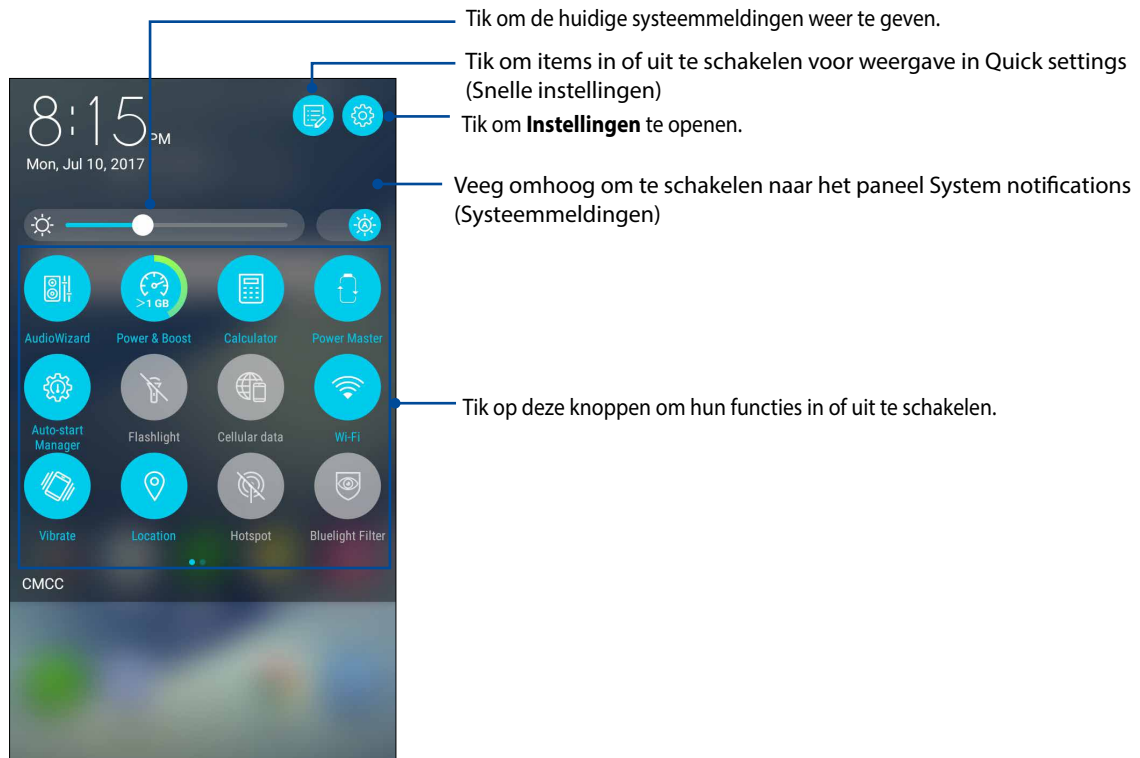 Tik om de huidige systeemmeldingen weer te geven.
Tik om items in of uit te schakelen voor weergave in Quick settings
(Snelle instellingen)
Tik om Instellingen te openen.
8:15 PM
Mon, Jul 10, 2017
Veeg omhoog om te schakelen naar het paneel System notifications
(Systeemmeldingen)
A
>1 GB
AudioWizard Power & Boost Calculator Power Master
Tik op deze knoppen om hun functies in of uit te schakelen.
Auto-start
Manager
Flashlight Cellular data Wi-Fi
Vibrate Location Hotspot Bluelight Filter
CMCC